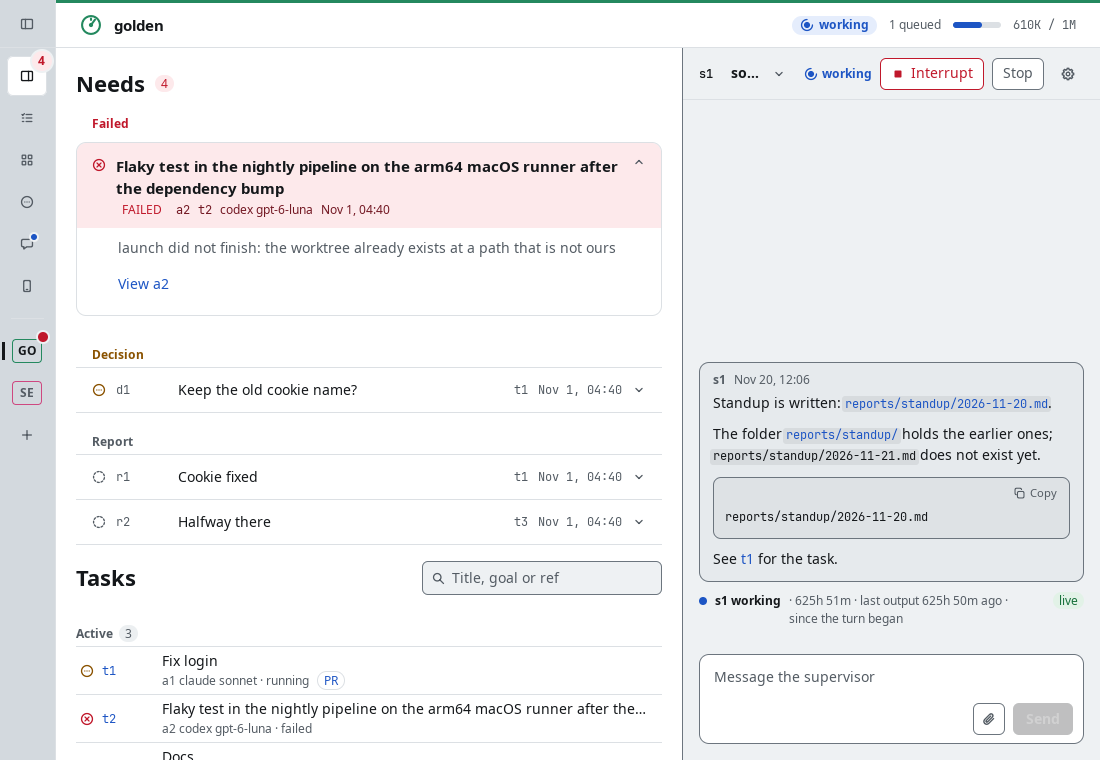 golden
working
1 queued
610K / 1M
4
Needs 4
Failed
Flaky test in the nightly pipeline on the arm64 macOS runner after
the dependency bump
FAILED a2 t2 codex gpt-6-luna Nov 1, 04:40
launch did not finish: the worktree already exists at a path that is not ours
View a2
Decision
d1 Keep the old cookie name? t1 Nov 1, 04:40
Report
r1 Cookie fixed t1 Nov 1, 04:40
r2 Halfway there t3 Nov 1, 04:40
Tasks
Title, goal or ref
Active 3
t1 Fix login
a1 claude sonnet · running PR
t2 Flaky test in the nightly pipeline on the arm64 macOS runner after the…
a2 codex gpt-6-luna · failed
Docs
GO
SE
s1 so… working Interrupt Stop
s1 Nov 20, 12:06
Standup is written: reports/standup/2026-11-20.md.
The folder reports/standup/ holds the earlier ones;
reports/standup/2026-11-21.md does not exist yet.
Copy
reports/standup/2026-11-20.md
See t1 for the task.
s1 working · 625h 51m · last output 625h 50m ago · live
since the turn began
Message the supervisor
Send